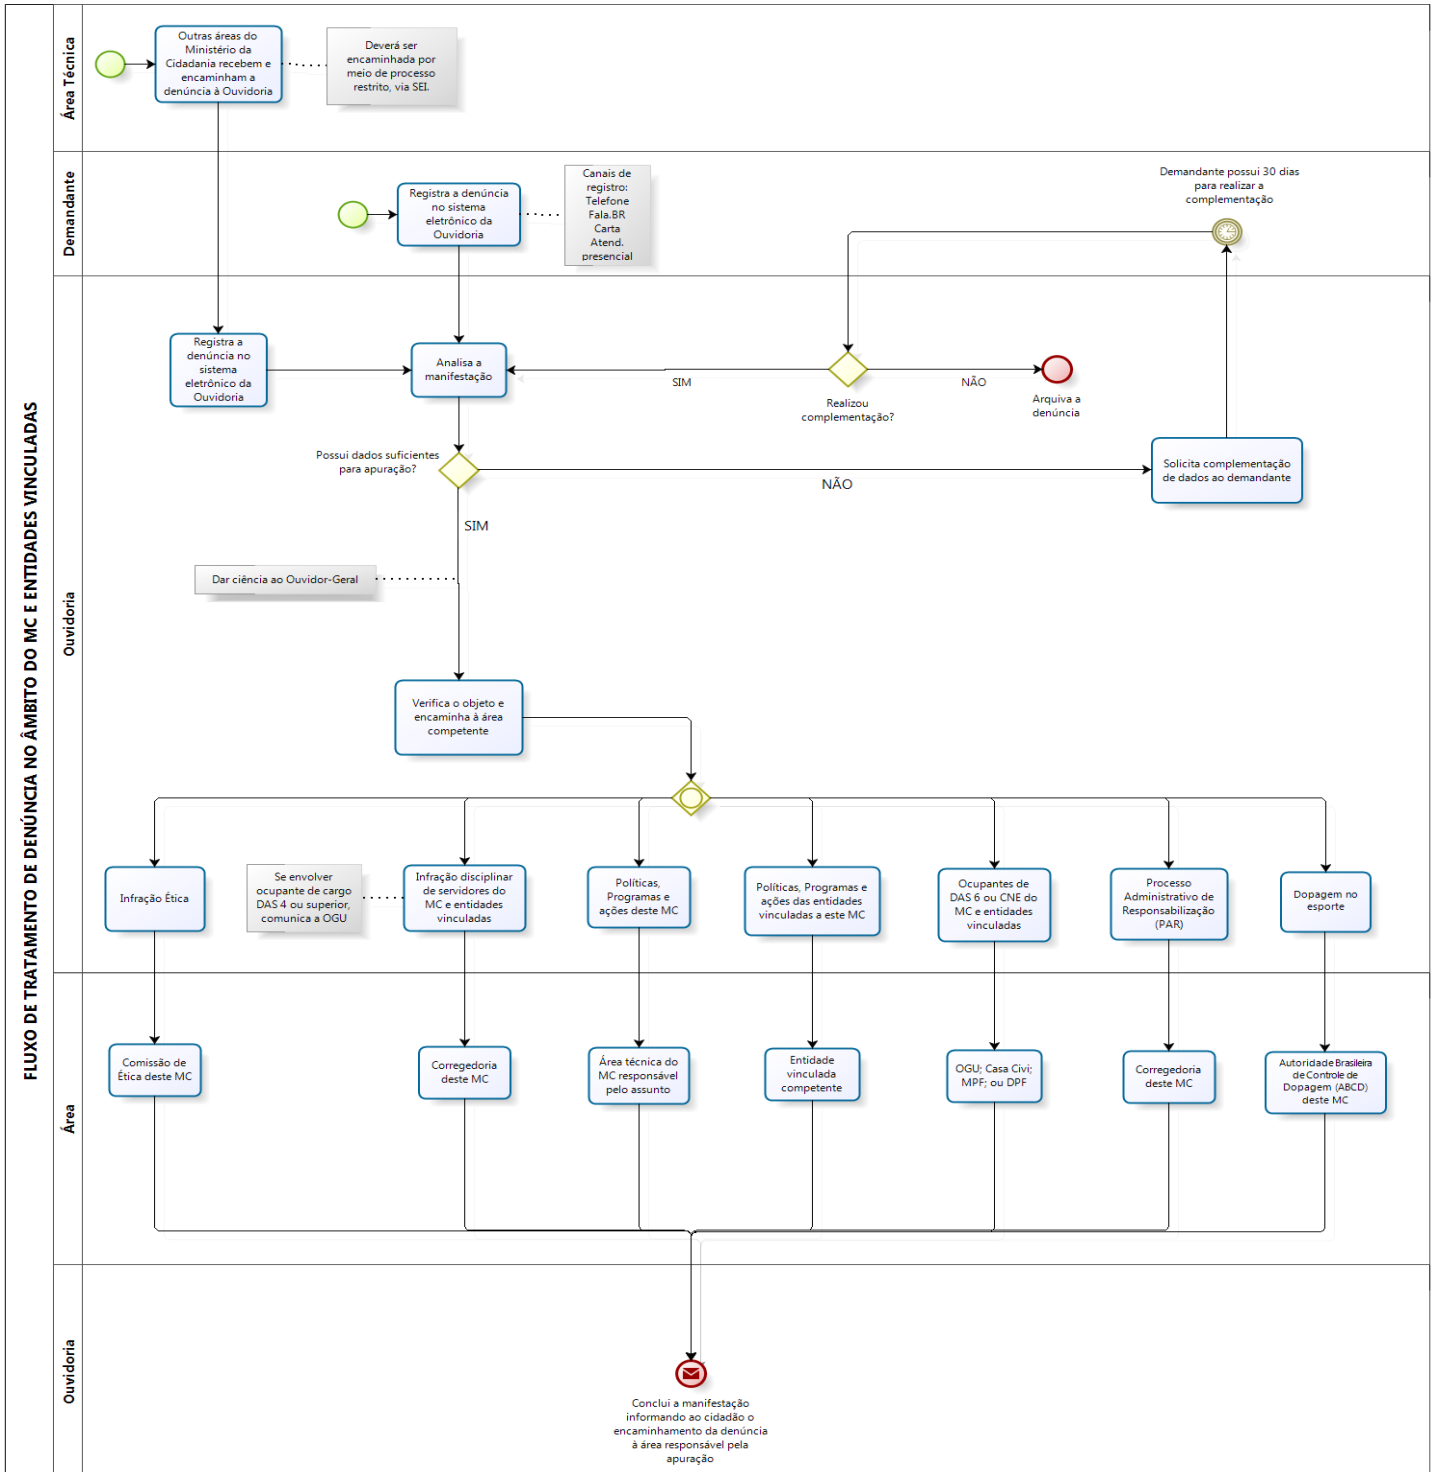 FLUXO DE TRATAMENTO DE DENÚNCIA NO ÂMBITO DO MC E ENTIDADES VINCULADAS
Área Técnica
Outras áreas do
Ministério da
Cidadania recebem e
encaminham a
denúncia à Ouvidoria
Deverá ser
encaminhada por
meio de processo
restrito, via SEI.
Demandante
Registra a denúncia
no sistema
eletrônico da
Ouvidoria
Canais de
registro:
Telefone
Fala.BR
Carta
Atend.
presencial
Demandante possui 30 dias
para realizar a
complementação
Ouvidoria
Registra a
denúncia no
sistema
eletrônico da
Ouvidoria
Analisa a
manifestação
SIM
Realizou
complementação?
NÃO
Arquiva a
denúncia
Possui dados suficientes
para apuração?
NÃO
Solicita complementação
de dados ao demandante
SIM
Dar ciência ao Ouvidor-Geral
Verifica o objeto e
encaminha à área
competente
Infração Ética
Se envolver
ocupante de cargo
DAS 4 ou superior,
comunica a OGU
Infração disciplinar
de servidores do
MC e entidades
vinculadas
Políticas,
Programas e
ações deste MC
Políticas, Programas e
ações das entidades
vinculadas a este MC
Ocupantes de
DAS 6 ou CNE do
MC e entidades
vinculadas
Processo
Administrativo de
Responsabilização
(PAR)
Dopagem no
esporte
Área
Comissão de
Ética deste MC
Corregedoria
deste MC
Área técnica do
MC responsável
pelo assunto
Entidade
vinculada
competente
OGU; Casa Civi;
MPF; ou DPF
Corregedoria
deste MC
Autoridade Brasileira
de Controle de
Dopagem (ABCD)
deste MC
Ouvidoria
Conclui a manifestação
informando ao cidadão o
encaminhamento da denúncia
à área responsável pela
apuração